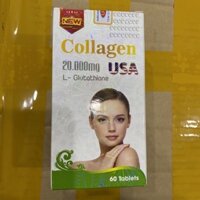 NEW
Collagen
20.000mg USA
L- Glutathione
60 Tablets